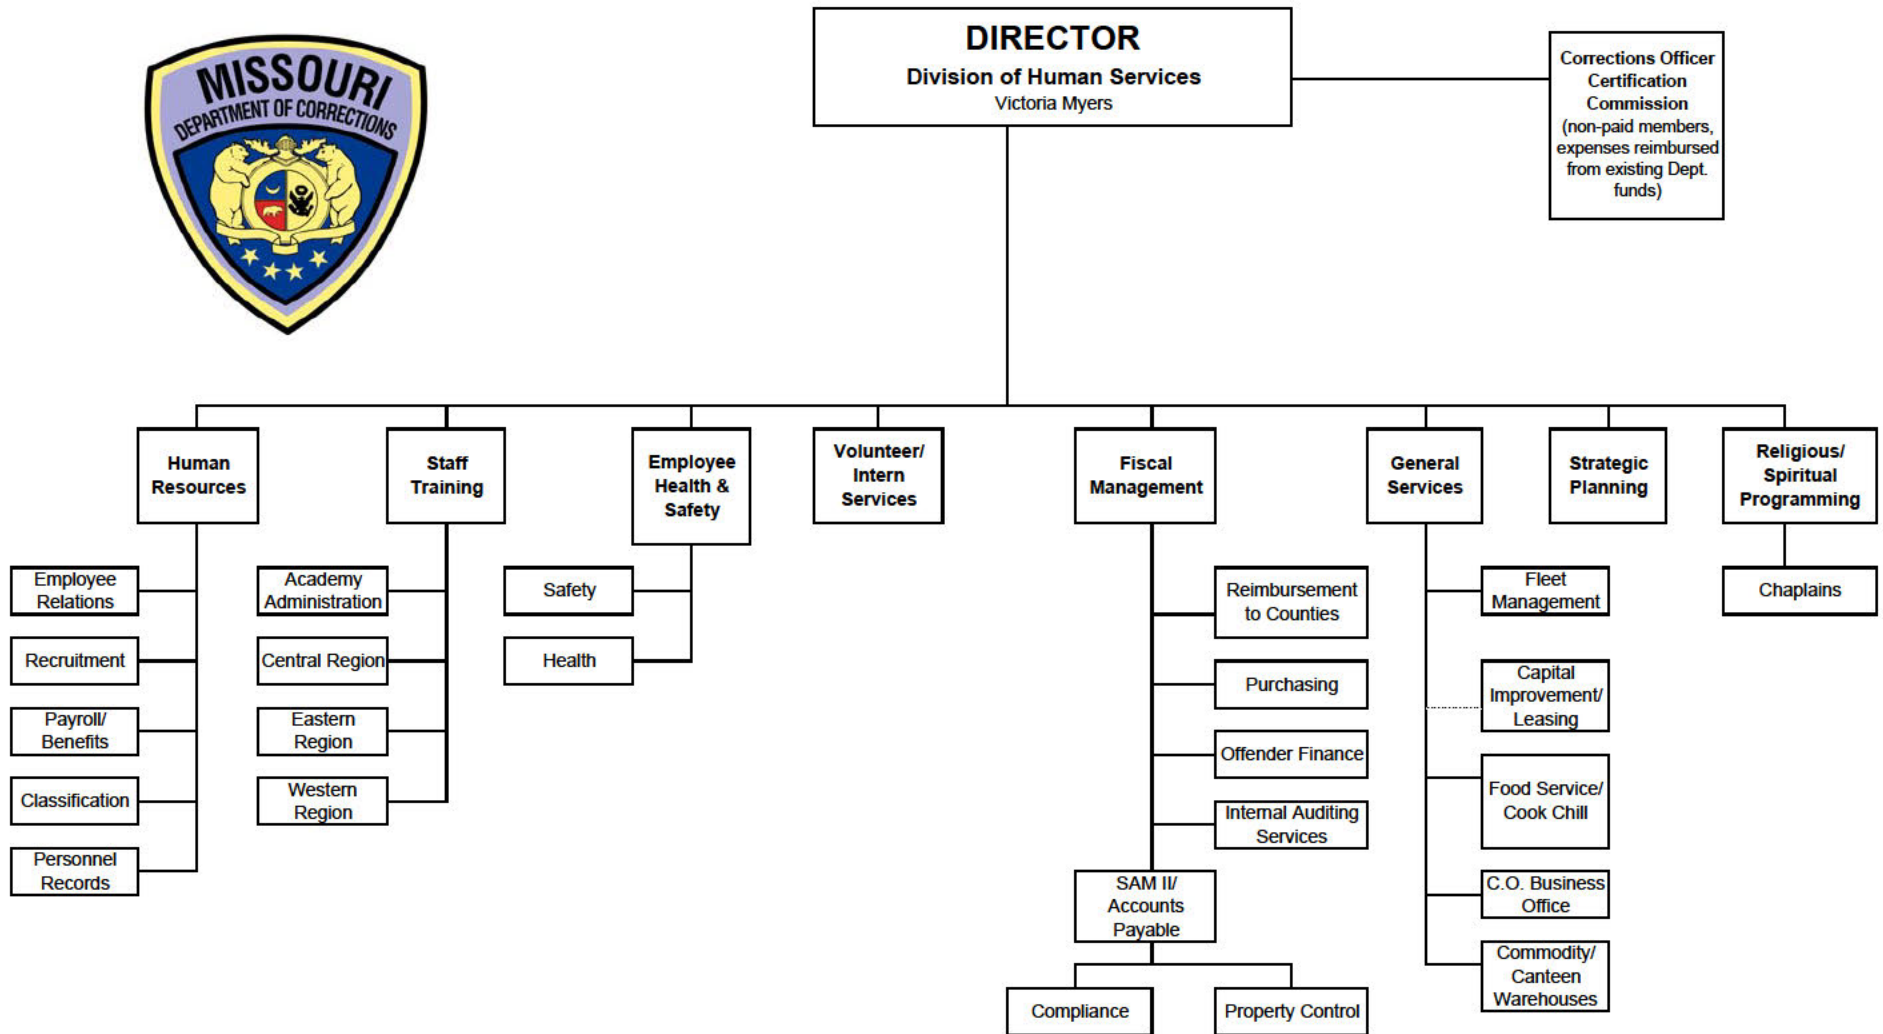 MISSOURI
DEPARTMENT OF CORRECTIONS
DIRECTOR
Division of Human Services
Victoria Myers
Corrections Officer
Certification
Commission
(non-paid members,
expenses reimbursed
from existing Dept.
funds)
Human
Resources
Staff
Training
Employee
Health &
Safety
Volunteer/
Intern
Services
Fiscal
Management
General
Services
Strategic
Planning
Religious/
Spiritual
Programming
Employee
Relations
Recruitment
Payroll/
Benefits
Classification
Personnel
Records
Academy
Administration
Central Region
Eastern
Region
Western
Region
Safety
Health
Reimbursement
to Counties
Purchasing
Offender Finance
Internal Auditing
Services
SAM II/
Accounts
Payable
Compliance
Property Control
Fleet
Management
Capital
Improvement/
Leasing
Food Service/
Cook Chill
C.O. Business
Office
Commodity/
Canteen
Warehouses
Chaplains